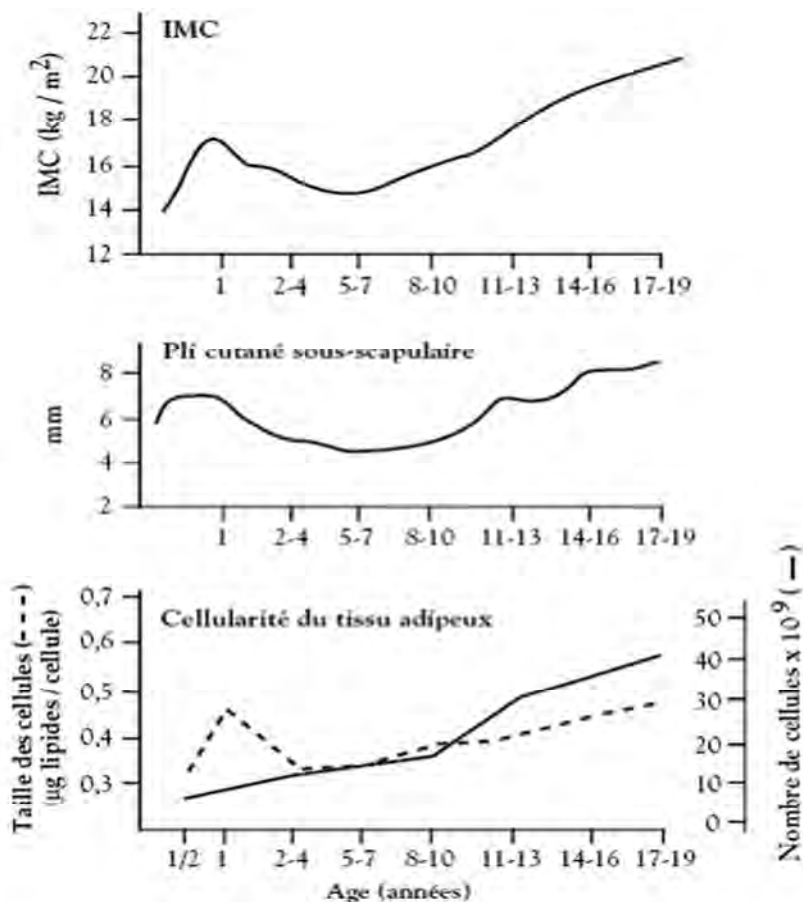 IMC
IMC (kg / m²)
22
20
18
16
14
12
1 2-4 5-7 8-10 11-13 14-16 17-19
Pli cutané sous-scapulaire
mm
8
6
4
2
1 2-4 5-7 8-10 11-13 14-16 17-19
Cellularité du tissu adipeux
Taille des cellules (---)
(µg lipides / cellule)
0,7
0,6
0,5
0,4
0,3
50
40
30
20
10
0
Nombre de cellules x 10⁹ (—)
1/2 1 2-4 5-7 8-10 11-13 14-16 17-19
Age (années)